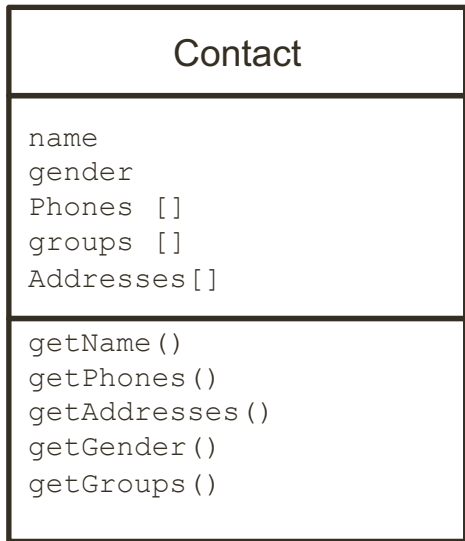 Contact
name
gender
Phones []
groups []
Addresses[]
getName()
getPhones()
getAddresses()
getGender()
getGroups()